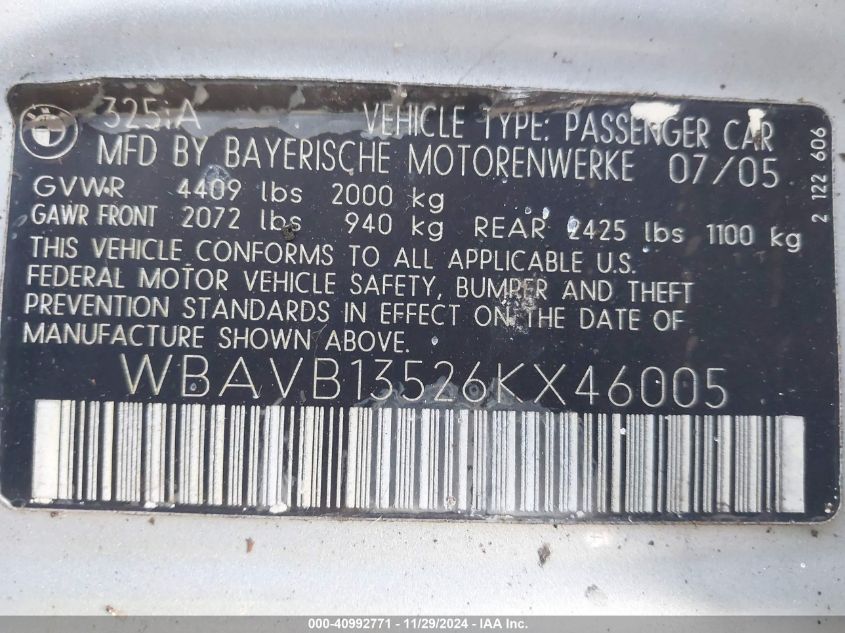 325iA VEHICLE TYPE: PASSENGER CAR
MFD BY BAYERISCHE MOTORENWERKE 07/05
GVWR 4409 lbs 2000 kg
GAWR FRONT 2072 lbs 940 kg REAR 2425 lbs 1100 kg
THIS VEHICLE CONFORMS TO ALL APPLICABLE U.S.
FEDERAL MOTOR VEHICLE SAFETY, BUMPER AND THEFT
PREVENTION STANDARDS IN EFFECT ON THE DATE OF
MANUFACTURE SHOWN ABOVE.
WBAVB13526KX46005
2 122 606
000-40992771 - 11/29/2024 - IAA Inc.